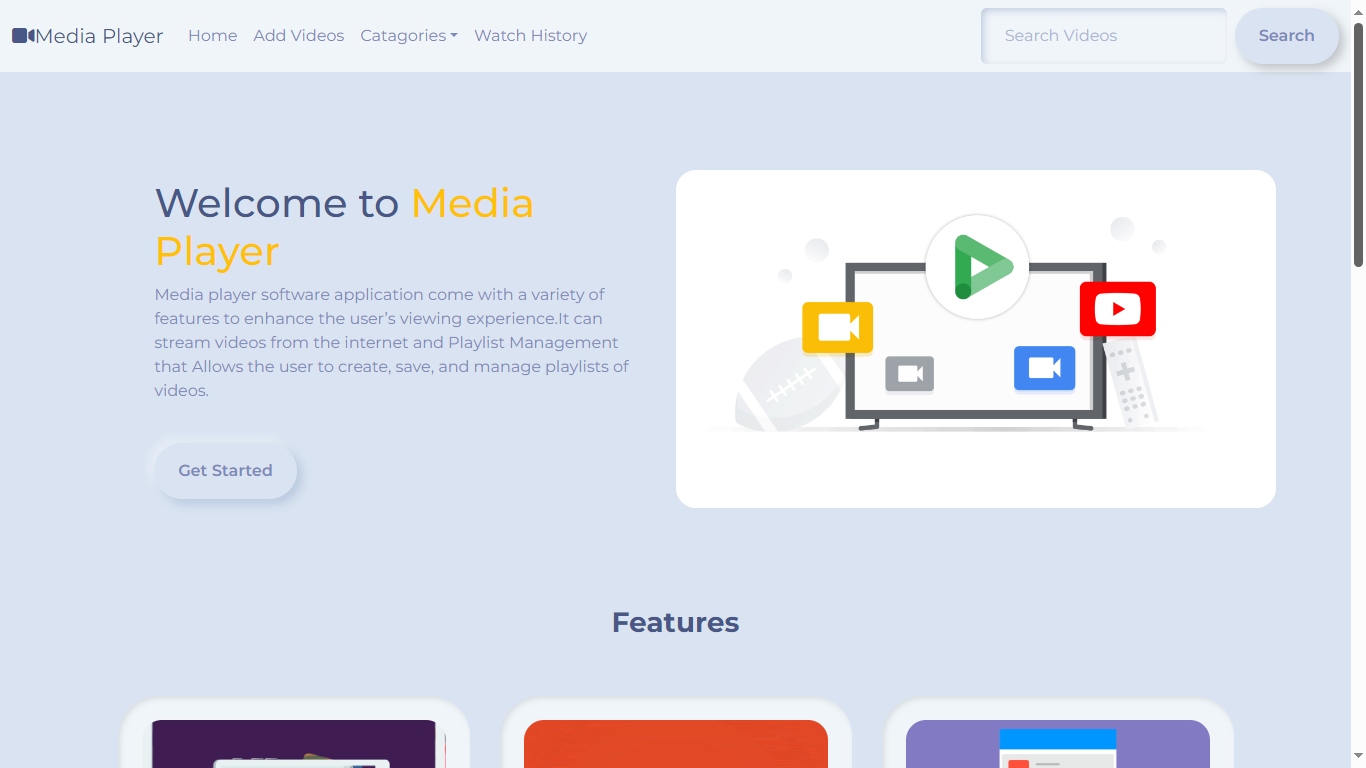 Media Player Home Add Videos Catagories Watch History Search Videos Search
Welcome to Media
Player
Media player software application come with a variety of
features to enhance the user’s viewing experience.It can
stream videos from the internet and Playlist Management
that Allows the user to create, save, and manage playlists of
videos.
Get Started
Features